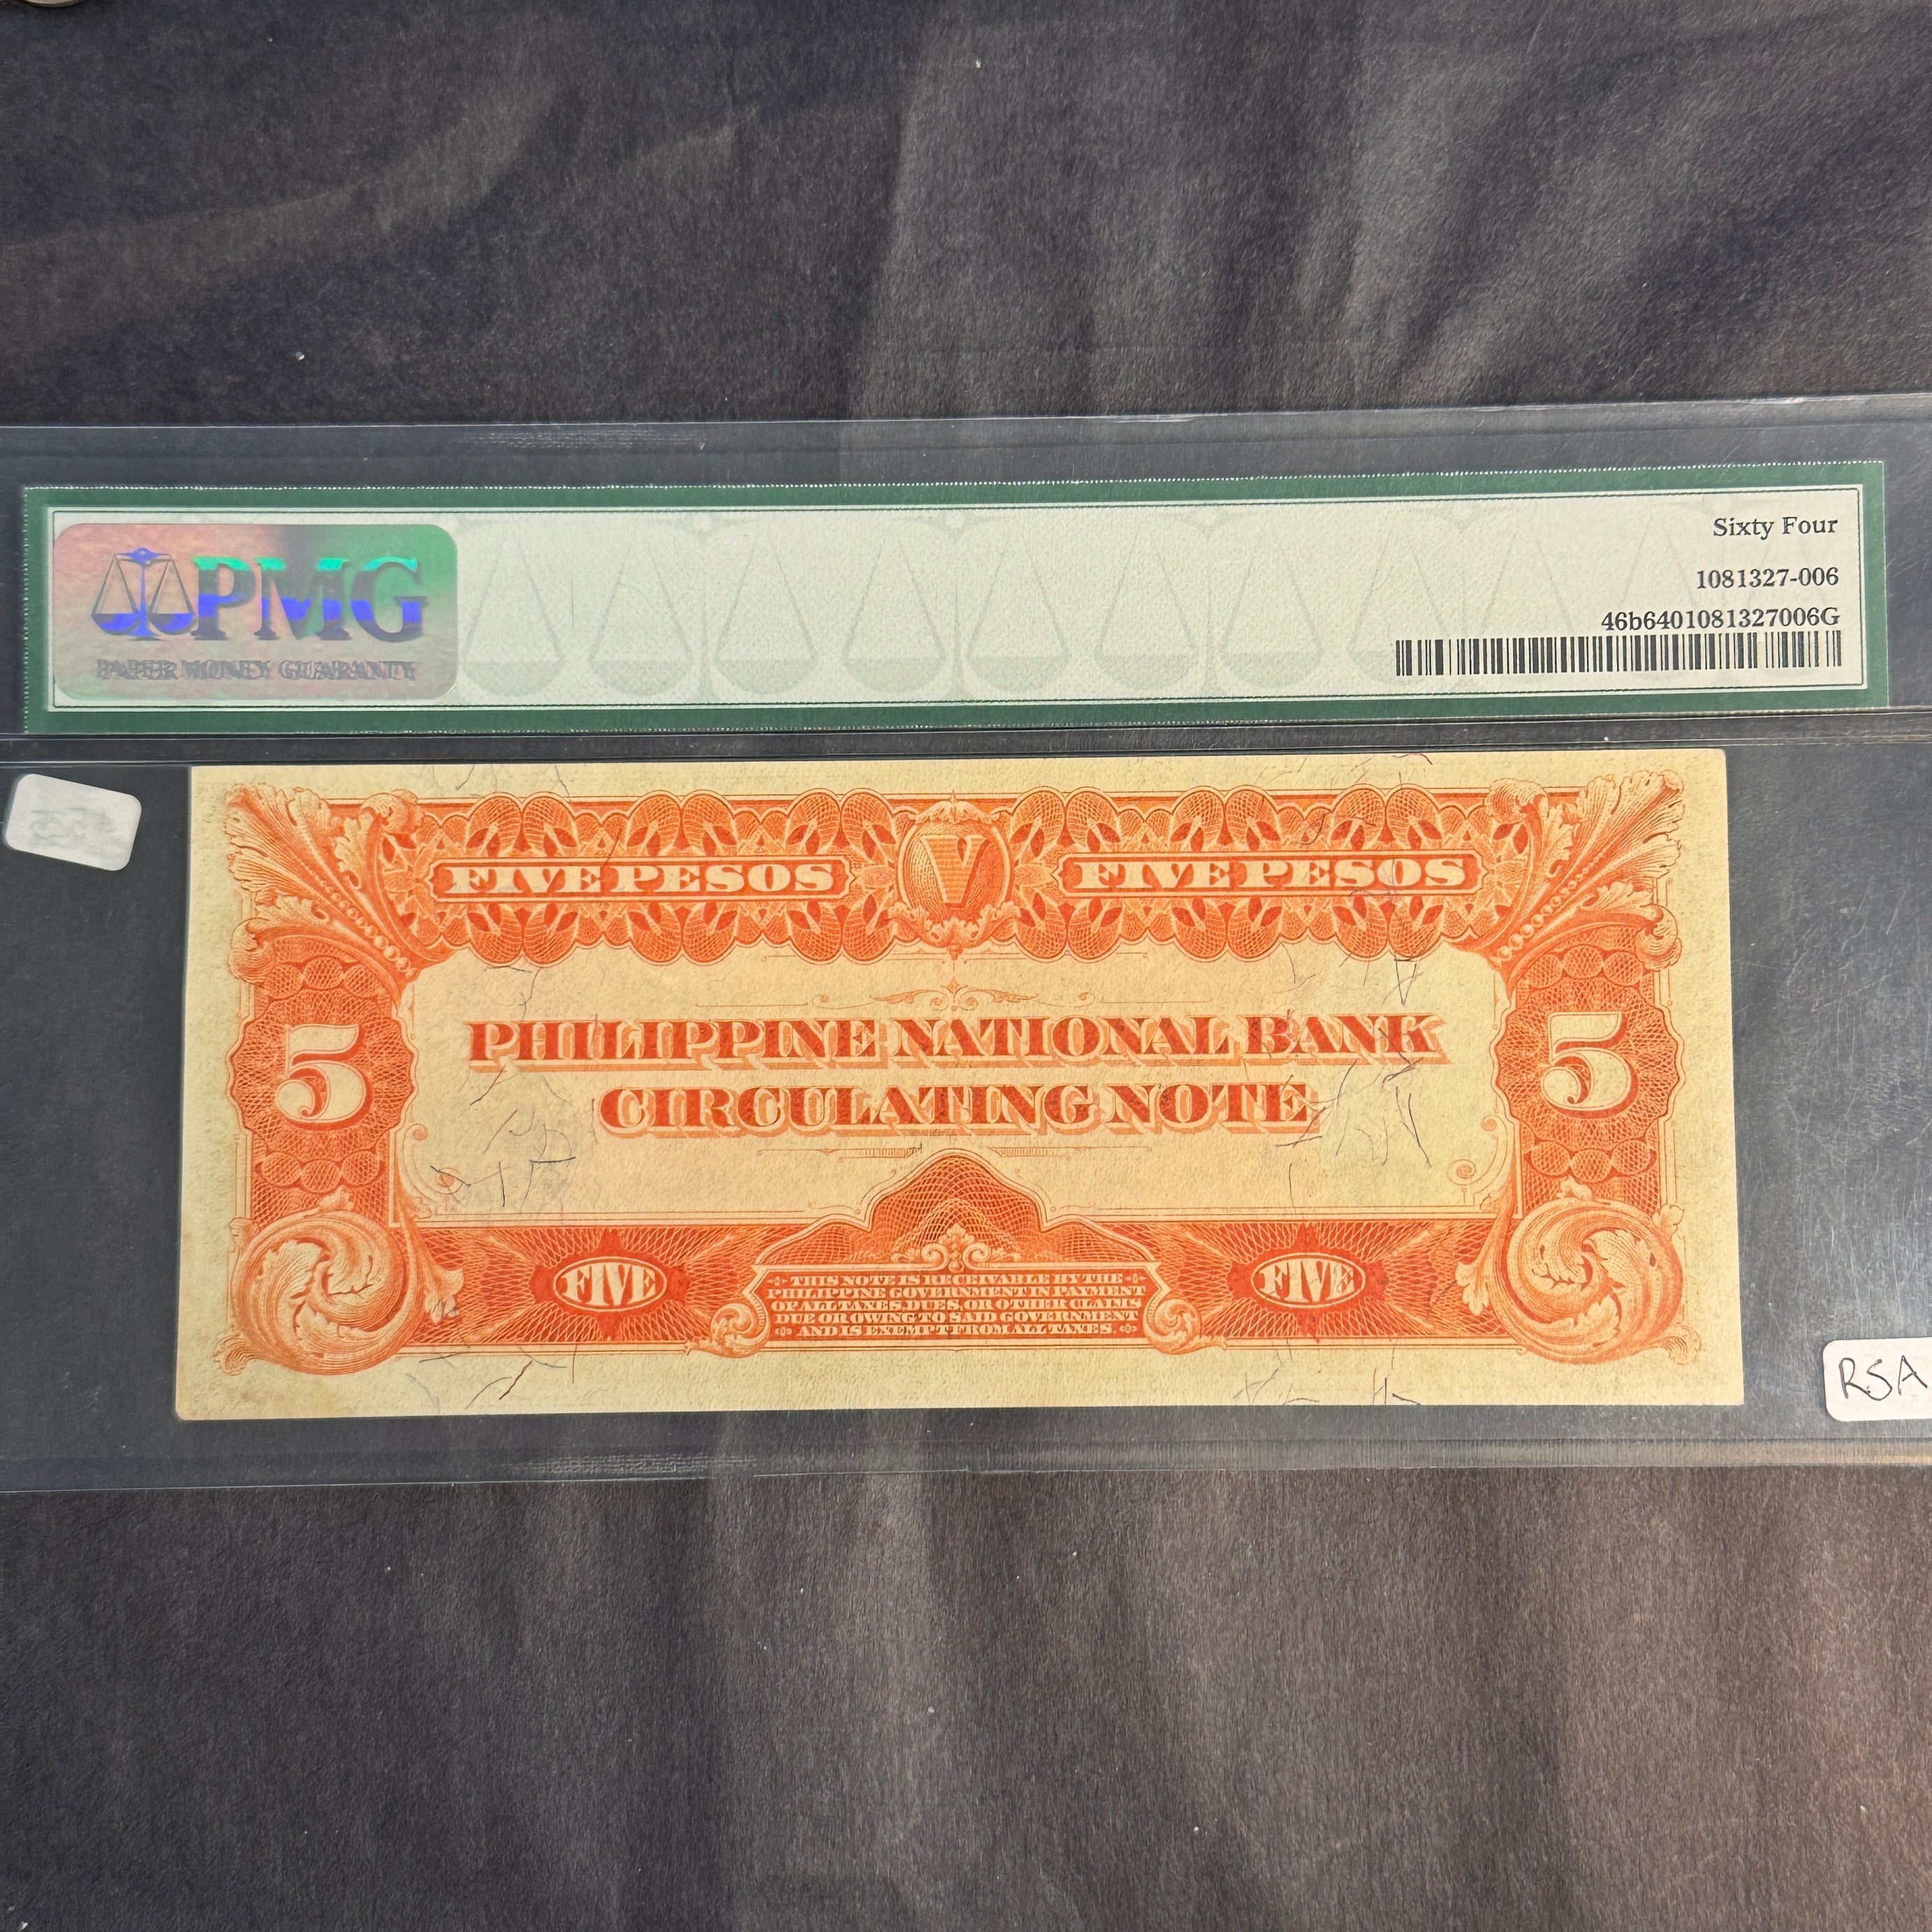 Sixty Four
1081327-006
46b6401081327006G
PMG
PAPER MONEY GUARANTY
FIVE PESOS V FIVE PESOS
5 5
PHILIPPINE NATIONAL BANK
CIRCULATING NOTE
FIVE FIVE
THIS NOTE IS RECEIVABLE BY THE
PHILIPPINE GOVERNMENT IN PAYMENT
OF ALL TAXES, DUES, OR OTHER CLAIMS
DUE OR OWING TO SAID GOVERNMENT
AND IS EXEMPT FROM ALL TAXES.
RSA